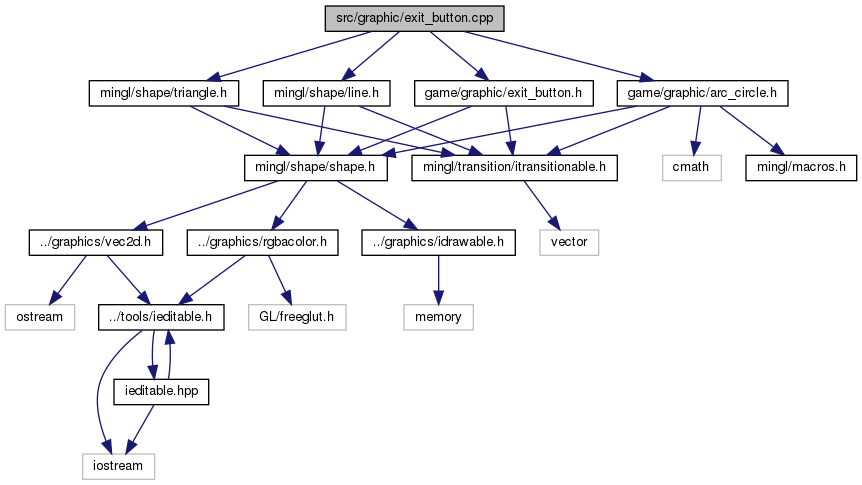 src/graphic/exit_button.cpp
mingl/shape/triangle.h
mingl/shape/line.h
game/graphic/exit_button.h
game/graphic/arc_circle.h
mingl/shape/shape.h
mingl/transition/itransitionable.h
cmath
mingl/macros.h
../graphics/vec2d.h
../graphics/rgbacolor.h
../graphics/idrawable.h
vector
ostream
../tools/ieditable.h
GL/freeglut.h
memory
ieditable.hpp
iostream